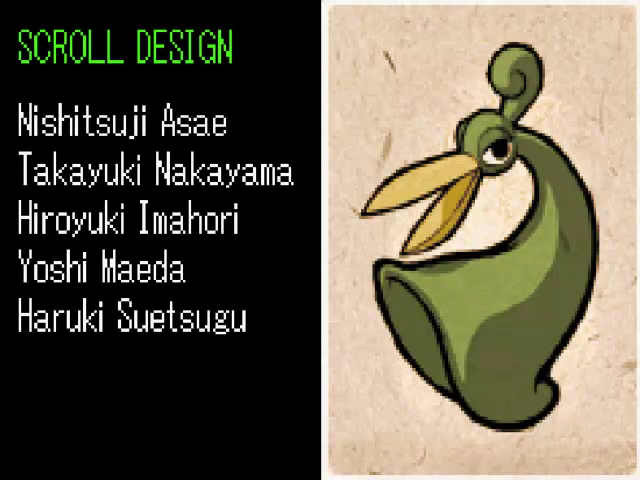 SCROLL DESIGN
Nishitsuji Asae
Takayuki Nakayama
Hiroyuki Imahori
Yoshi Maeda
Haruki Suetsugu